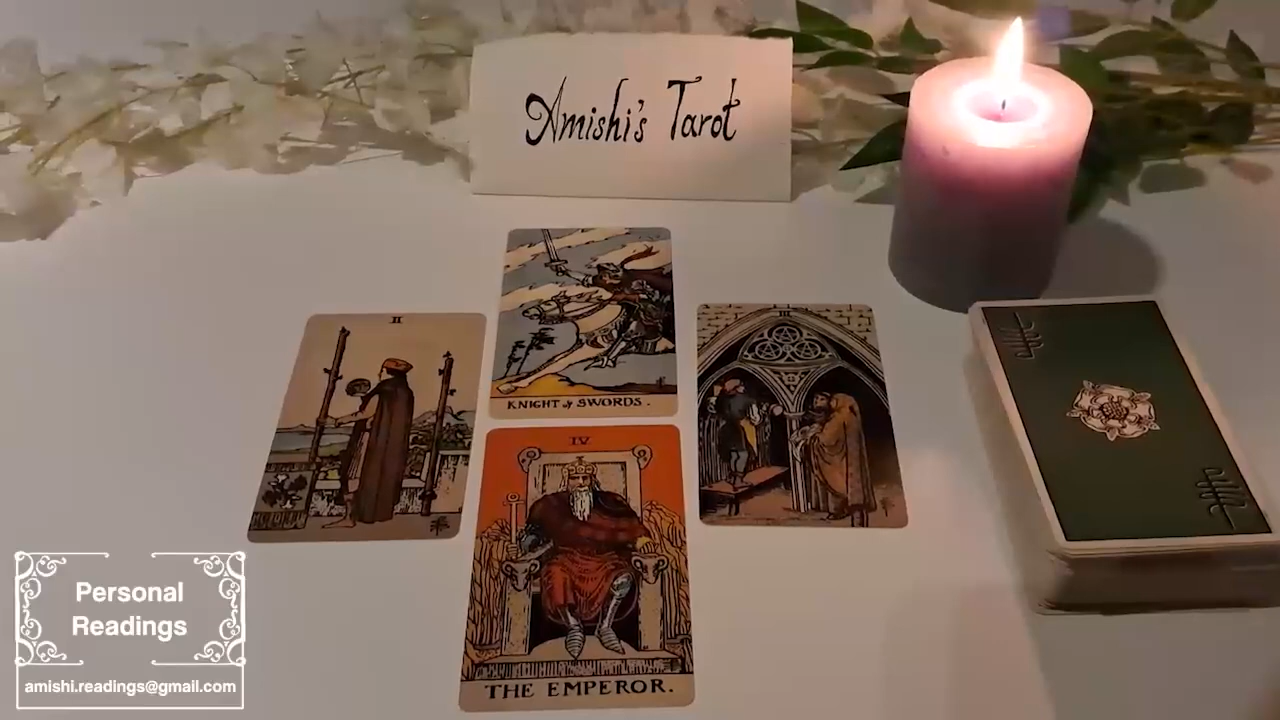 Amishi's Tarot
KNIGHT of SWORDS.
II
III
IV
THE EMPEROR.
Personal
Readings
amishi.readings@gmail.com